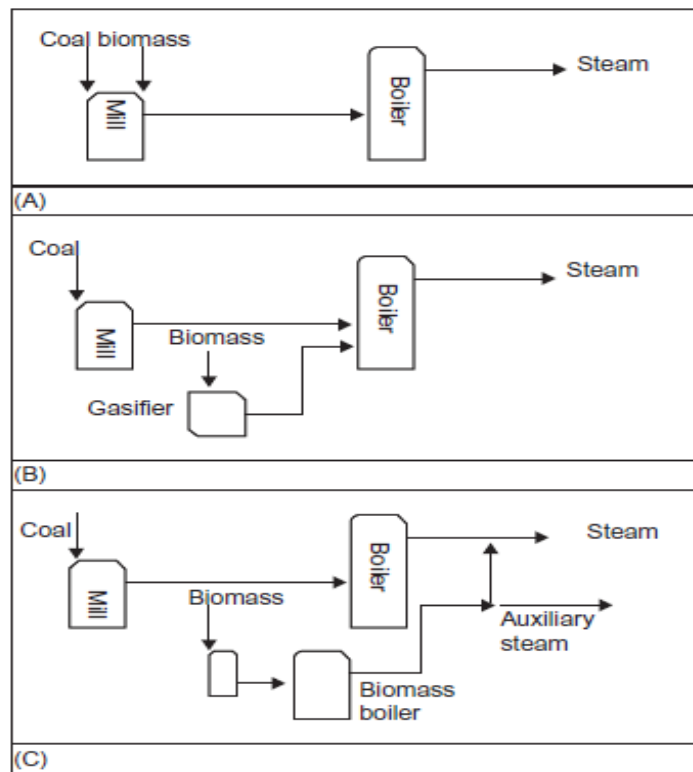 Coal biomass
Mill
Boiler
Steam
(A)
Coal
Mill
Biomass
Gasifier
Boiler
Steam
(B)
Coal
Mill
Biomass
Boiler
Steam
Auxiliary
steam
Biomass
boiler
(C)